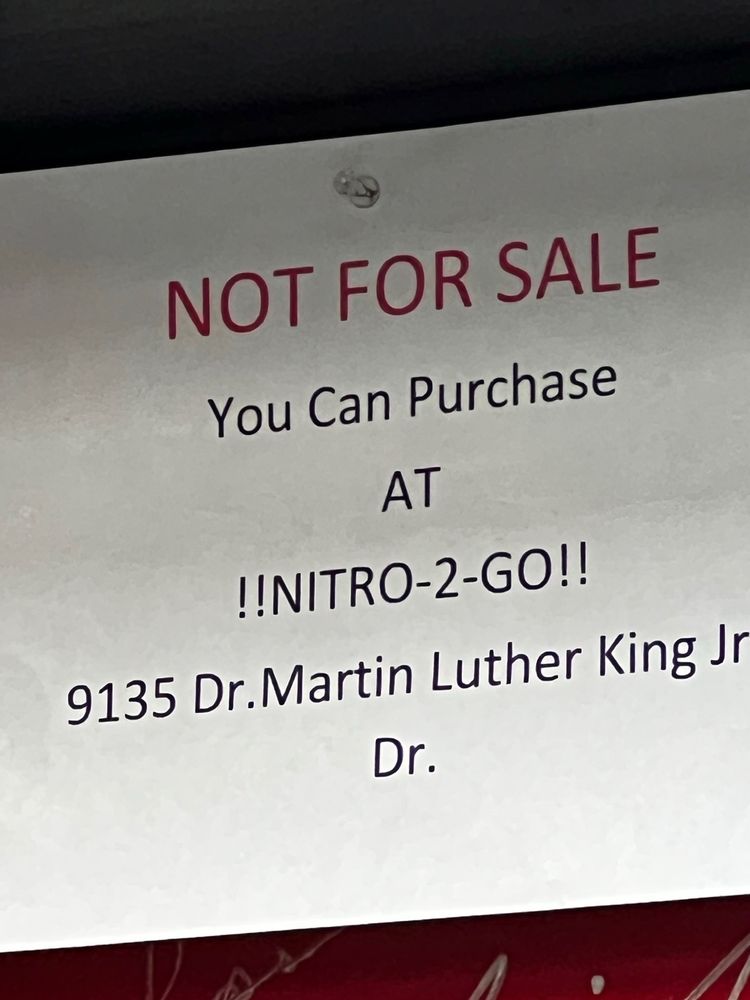 NOT FOR SALE
You Can Purchase
AT
!!NITRO-2-GO!!
9135 Dr.Martin Luther King Jr
Dr.